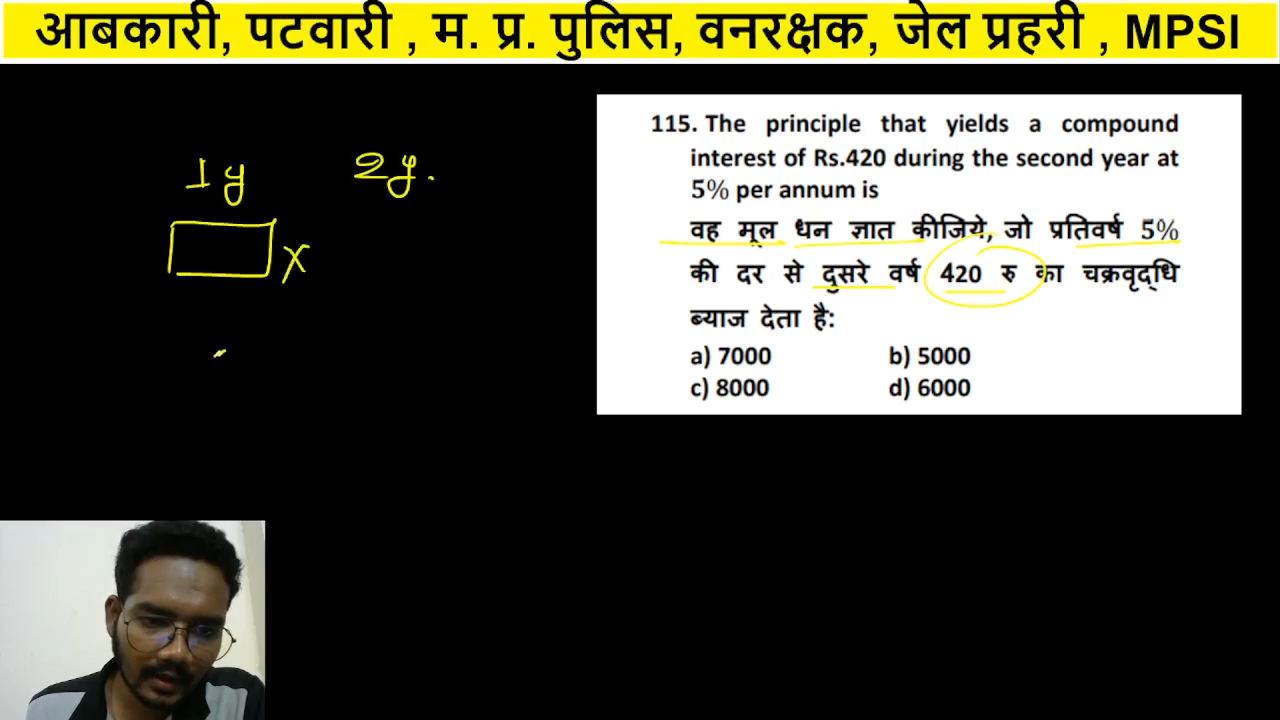 आबकारी, पटवारी , म. प्र. पुलिस, वनरक्षक, जेल प्रहरी , MPSI
1y 2y.
X
115. The principle that yields a compound
interest of Rs.420 during the second year at
5% per annum is
वह मूल धन ज्ञात कीजिये, जो प्रतिवर्ष 5%
की दर से दुसरे वर्ष 420 रु का चक्रवृद्धि
ब्याज देता है:
a) 7000 b) 5000
c) 8000 d) 6000